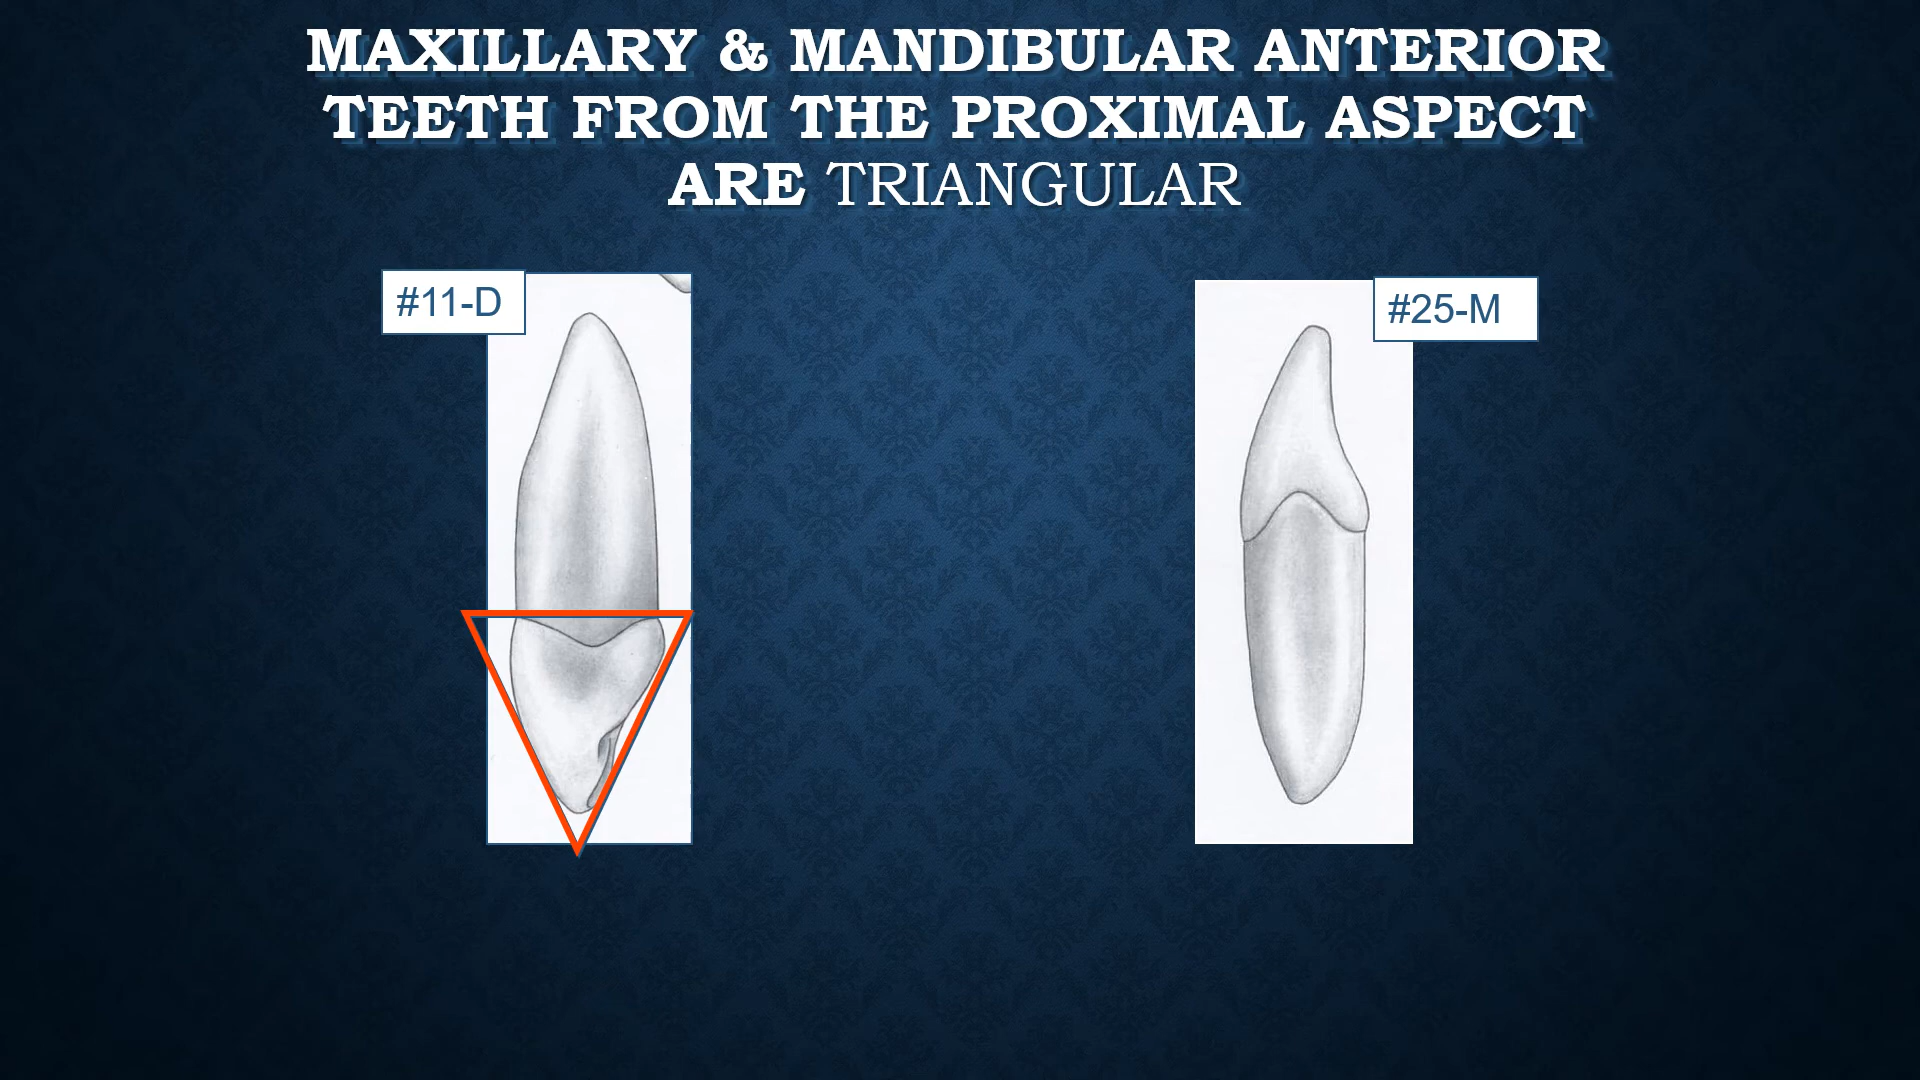 MAXILLARY & MANDIBULAR ANTERIOR
TEETH FROM THE PROXIMAL ASPECT
ARE TRIANGULAR
#11-D
#25-M